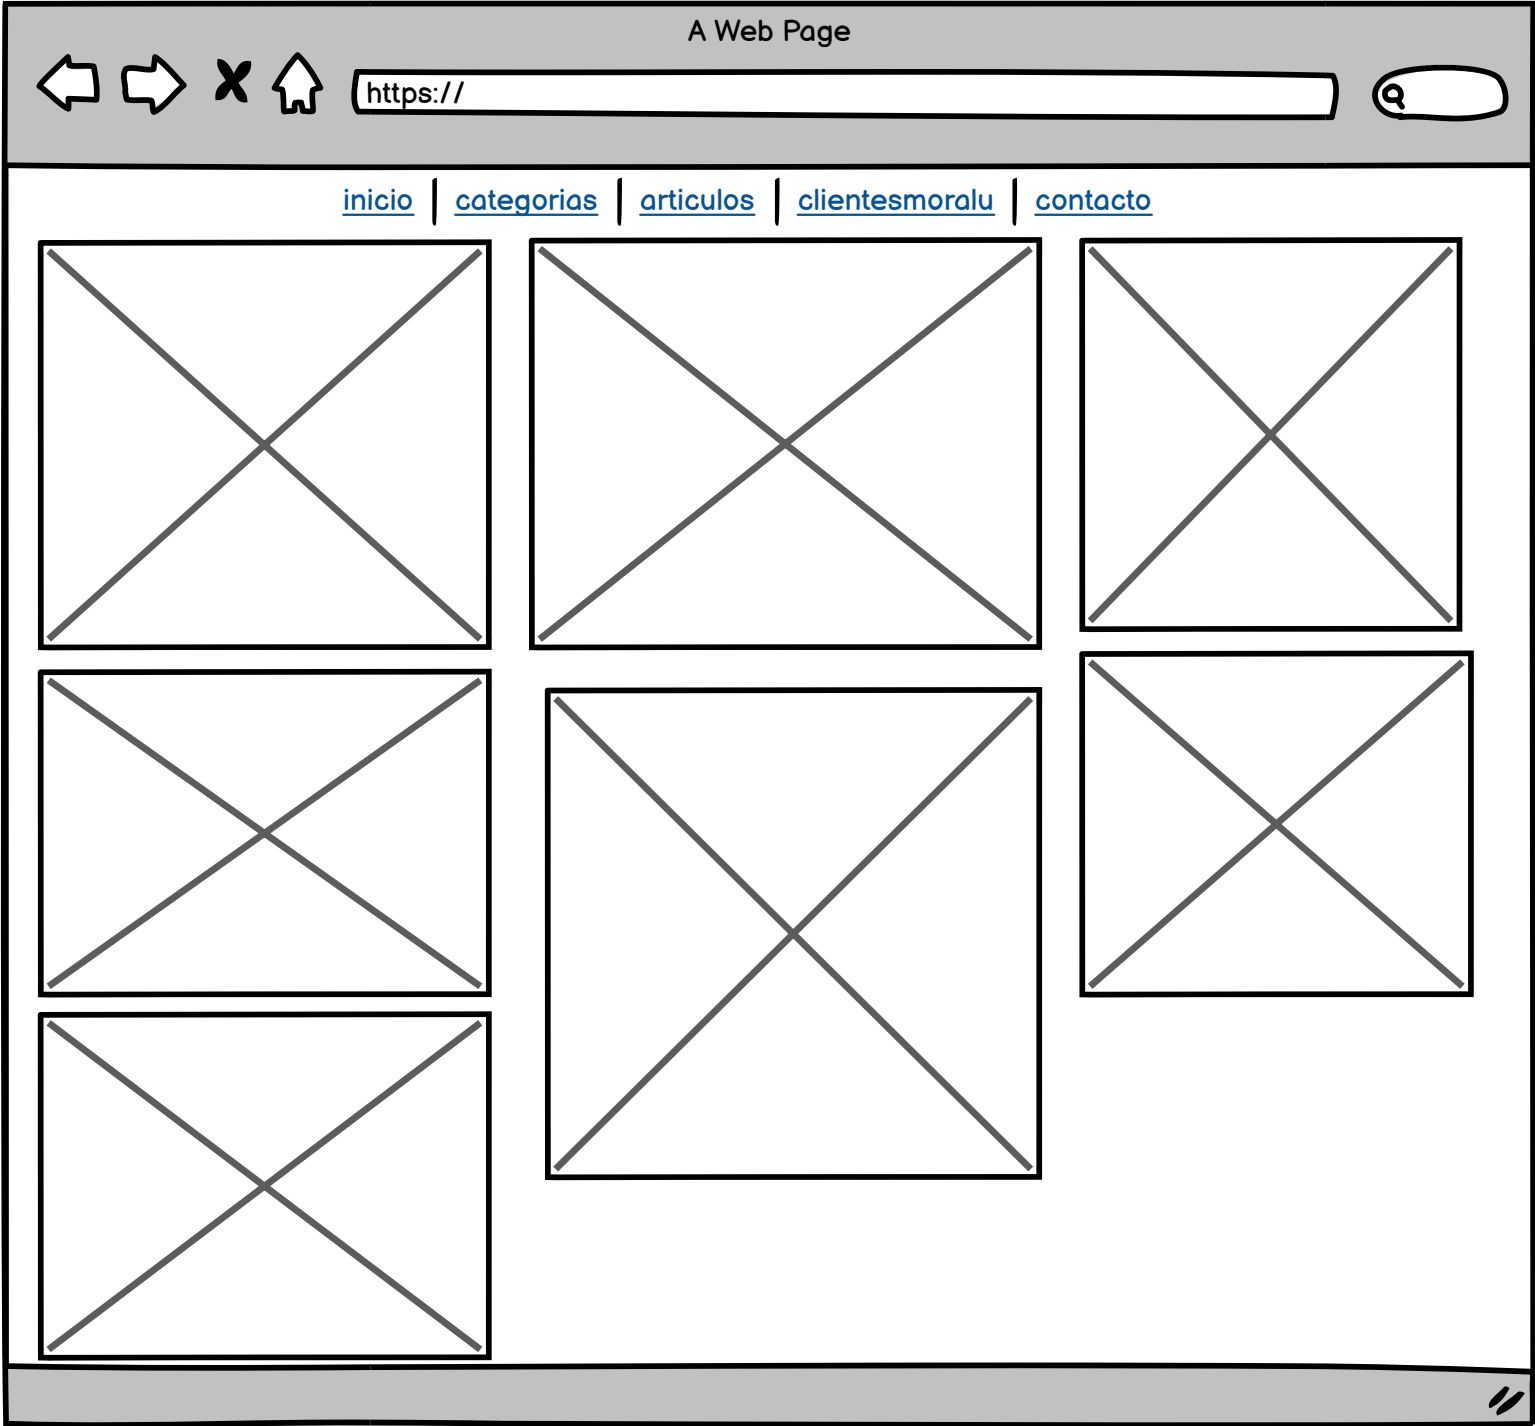 A Web Page
https://
inicio | categorias | articulos | clientesmoralu | contacto